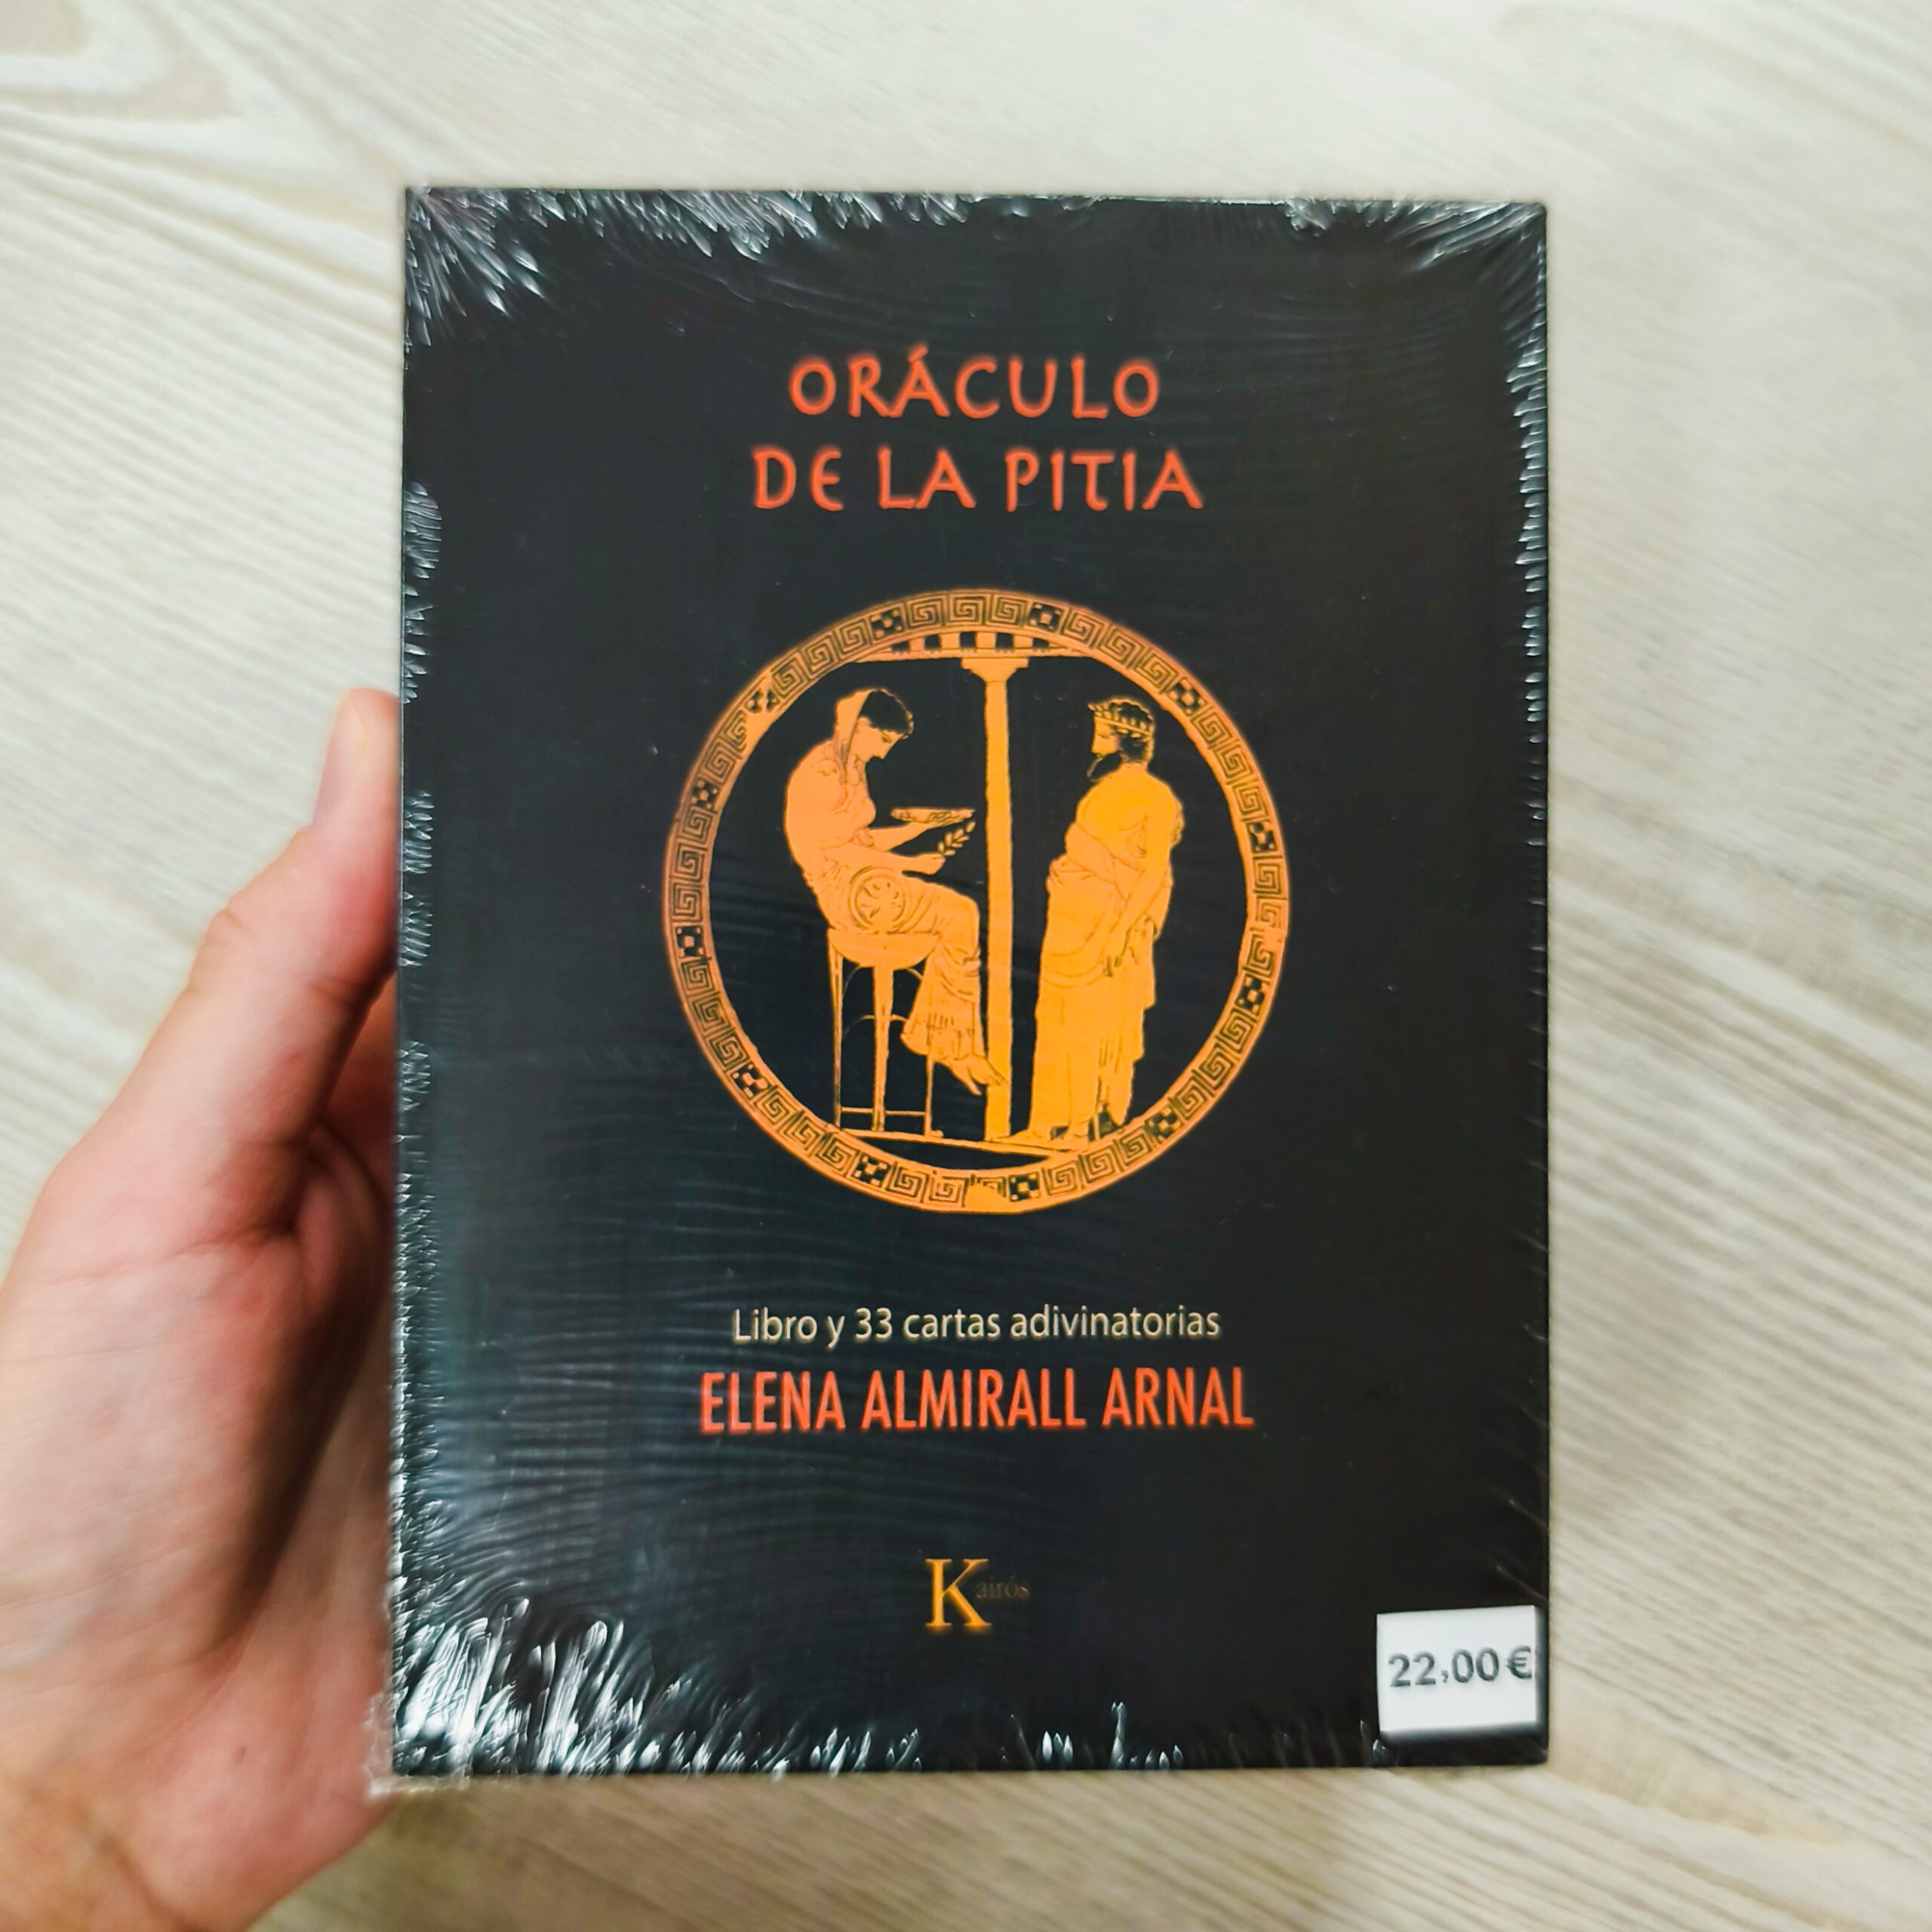 ORÁCULO
DE LA PITIA
Libro y 33 cartas adivinatorias
ELENA ALMIRALL ARNAL
Kairós
22,00€